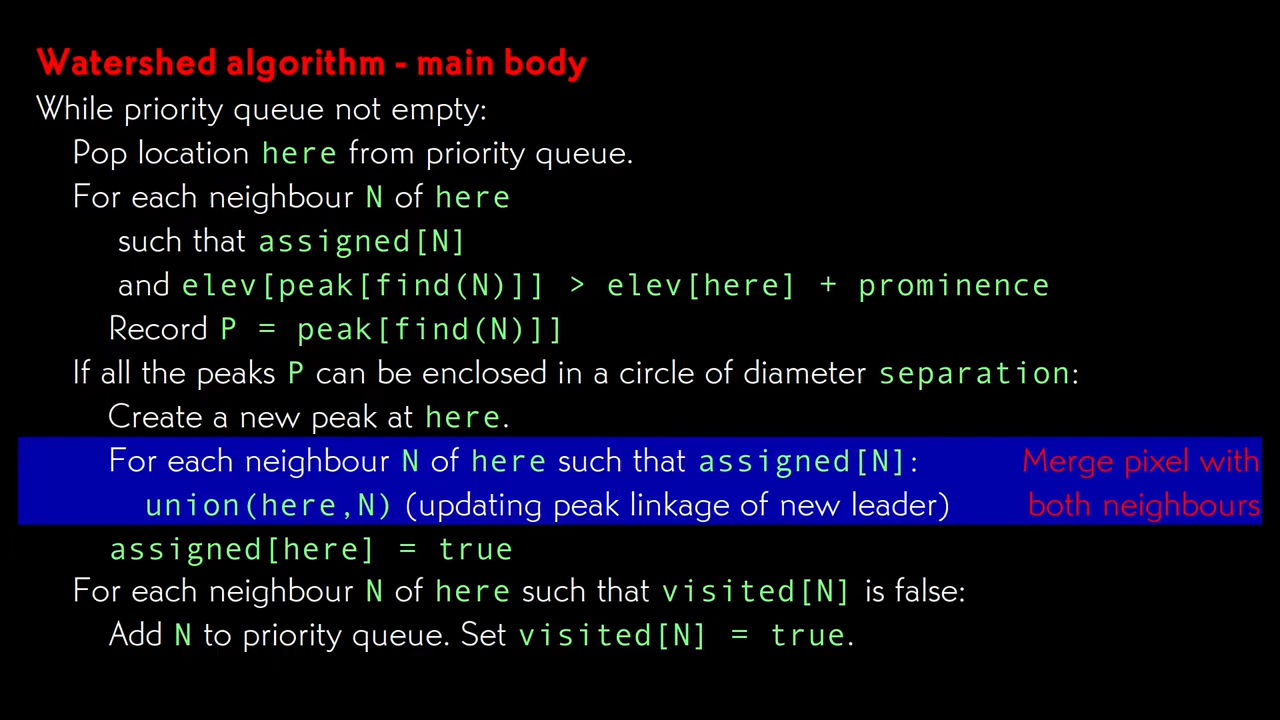 Watershed algorithm - main body
While priority queue not empty:
Pop location here from priority queue.
For each neighbour N of here
such that assigned[N]
and elev[peak[find(N)]] > elev[here] + prominence
Record P = peak[find(N)]]
If all the peaks P can be enclosed in a circle of diameter separation:
Create a new peak at here.
For each neighbour N of here such that assigned[N]: Merge pixel with
union(here,N) (updating peak linkage of new leader) both neighbours
assigned[here] = true
For each neighbour N of here such that visited[N] is false:
Add N to priority queue. Set visited[N] = true.